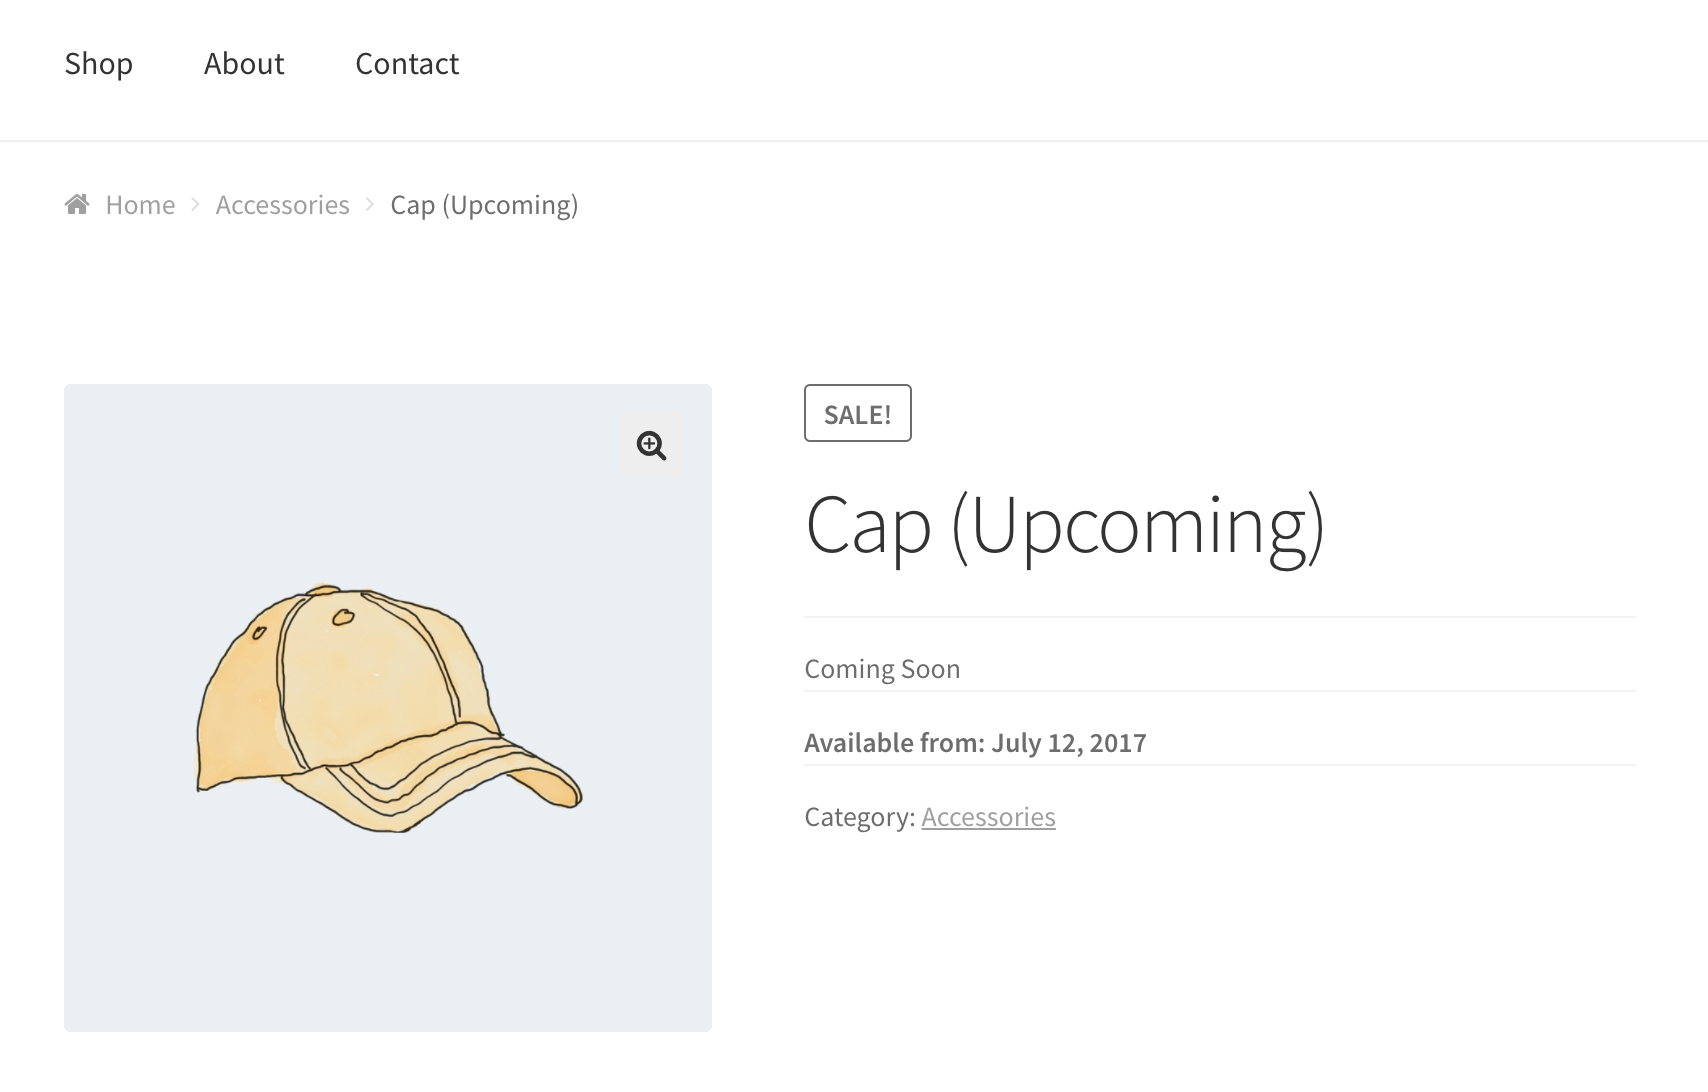 Shop About Contact
Home Accessories Cap (Upcoming)
SALE!
Cap (Upcoming)
Coming Soon
Available from: July 12, 2017
Category: Accessories